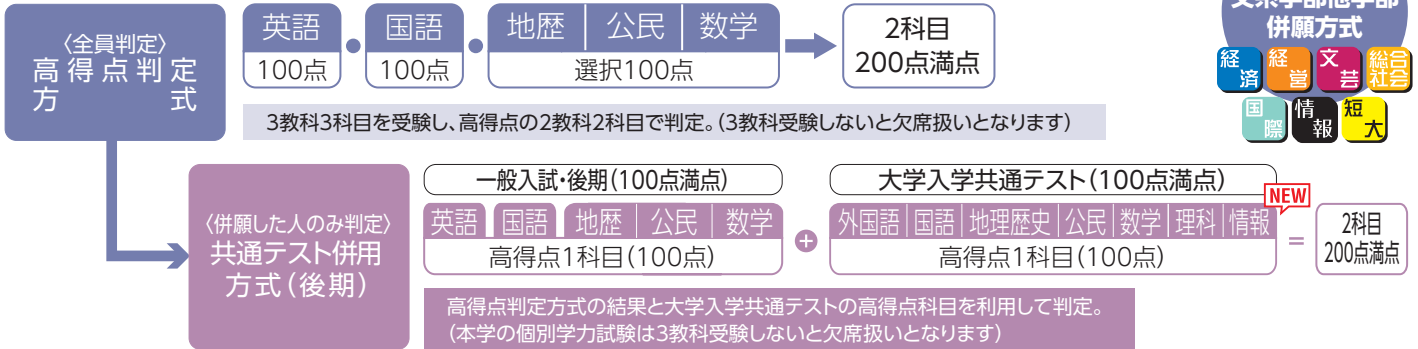 〈全員判定〉
高得点判定
方式
英語
100点
国語
100点
地歴 公民 数学
選択100点
2科目
200点満点
3教科3科目を受験し、高得点の2教科2科目で判定。(3教科受験しないと欠席扱いとなります)
文系学部他学部
併願方式
経済 経営 文芸 総合社会
国際 情報 短大
〈併願した人のみ判定〉
共通テスト併用
方式(後期)
一般入試・後期(100点満点)
英語 国語 地歴 公民 数学
高得点1科目(100点)
大学入学共通テスト(100点満点)
NEW
外国語 国語 地理歴史 公民 数学 理科 情報
高得点1科目(100点)
=
2科目
200点満点
高得点判定方式の結果と大学入学共通テストの高得点科目を利用して判定。
(本学の個別学力試験は3教科受験しないと欠席扱いとなります)